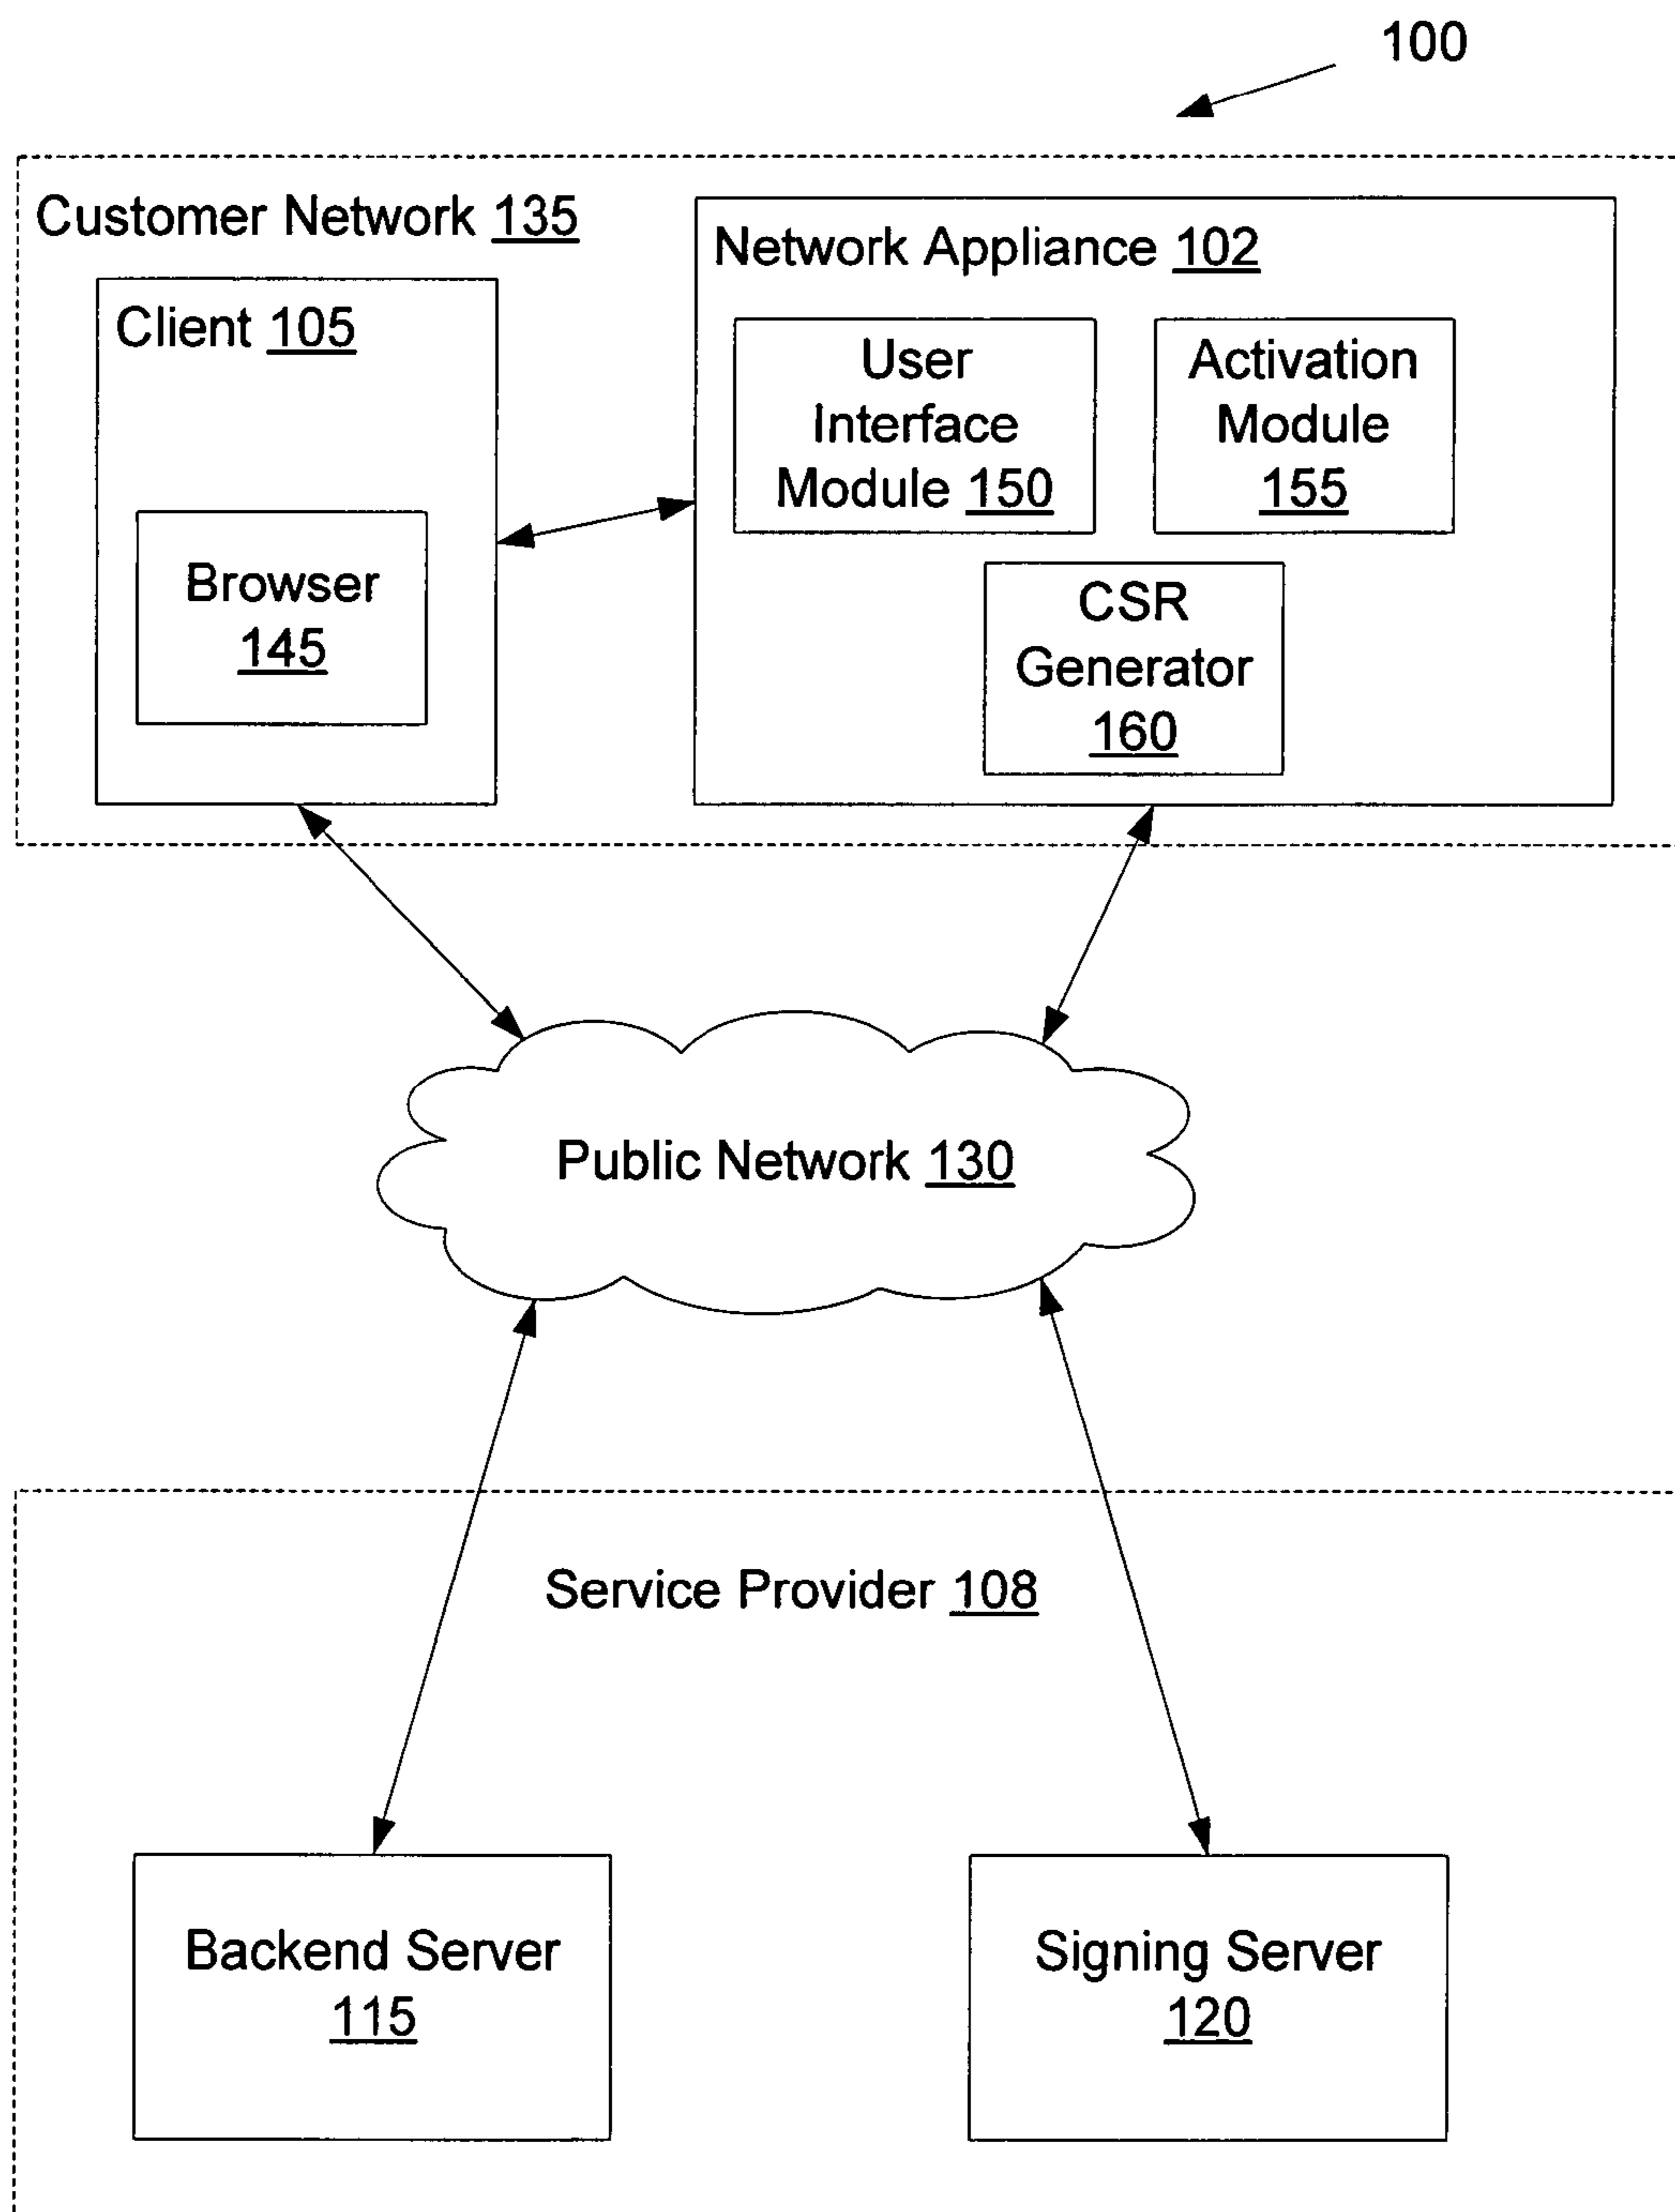 100
Customer Network 135
Network Appliance 102
Client 105
User
Interface
Module 150
Activation
Module
155
Browser
145
CSR
Generator
160
Public Network 130
Service Provider 108
Backend Server
115
Signing Server
120